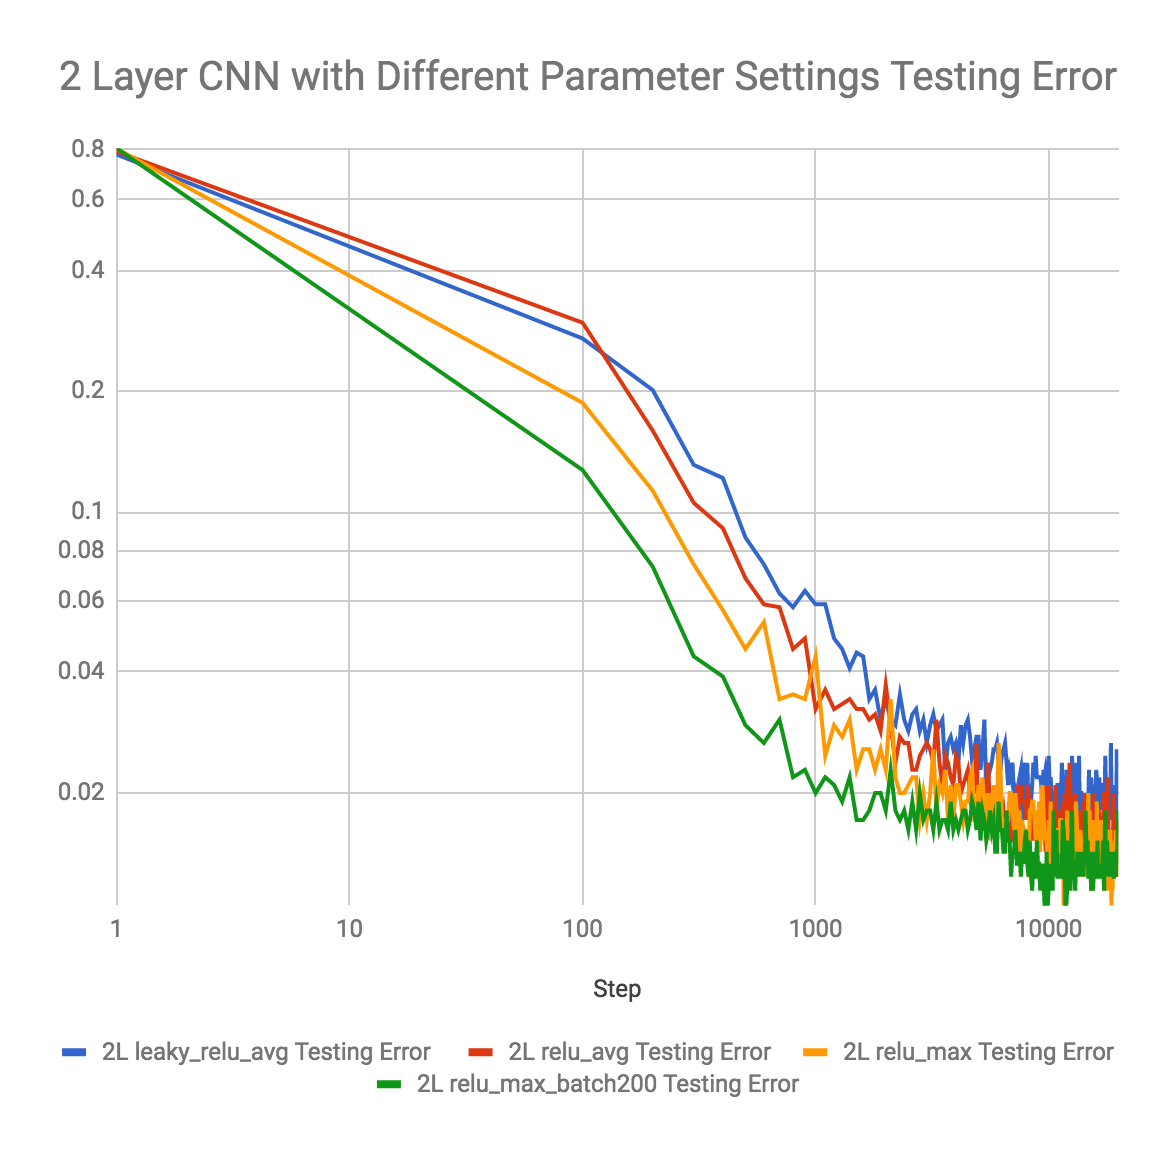 2 Layer CNN with Different Parameter Settings Testing Error
0.8
0.6
0.4
0.2
0.1
0.08
0.06
0.04
0.02
1 10 100 1000 10000
Step
2L leaky_relu_avg Testing Error 2L relu_avg Testing Error 2L relu_max Testing Error
2L relu_max_batch200 Testing Error